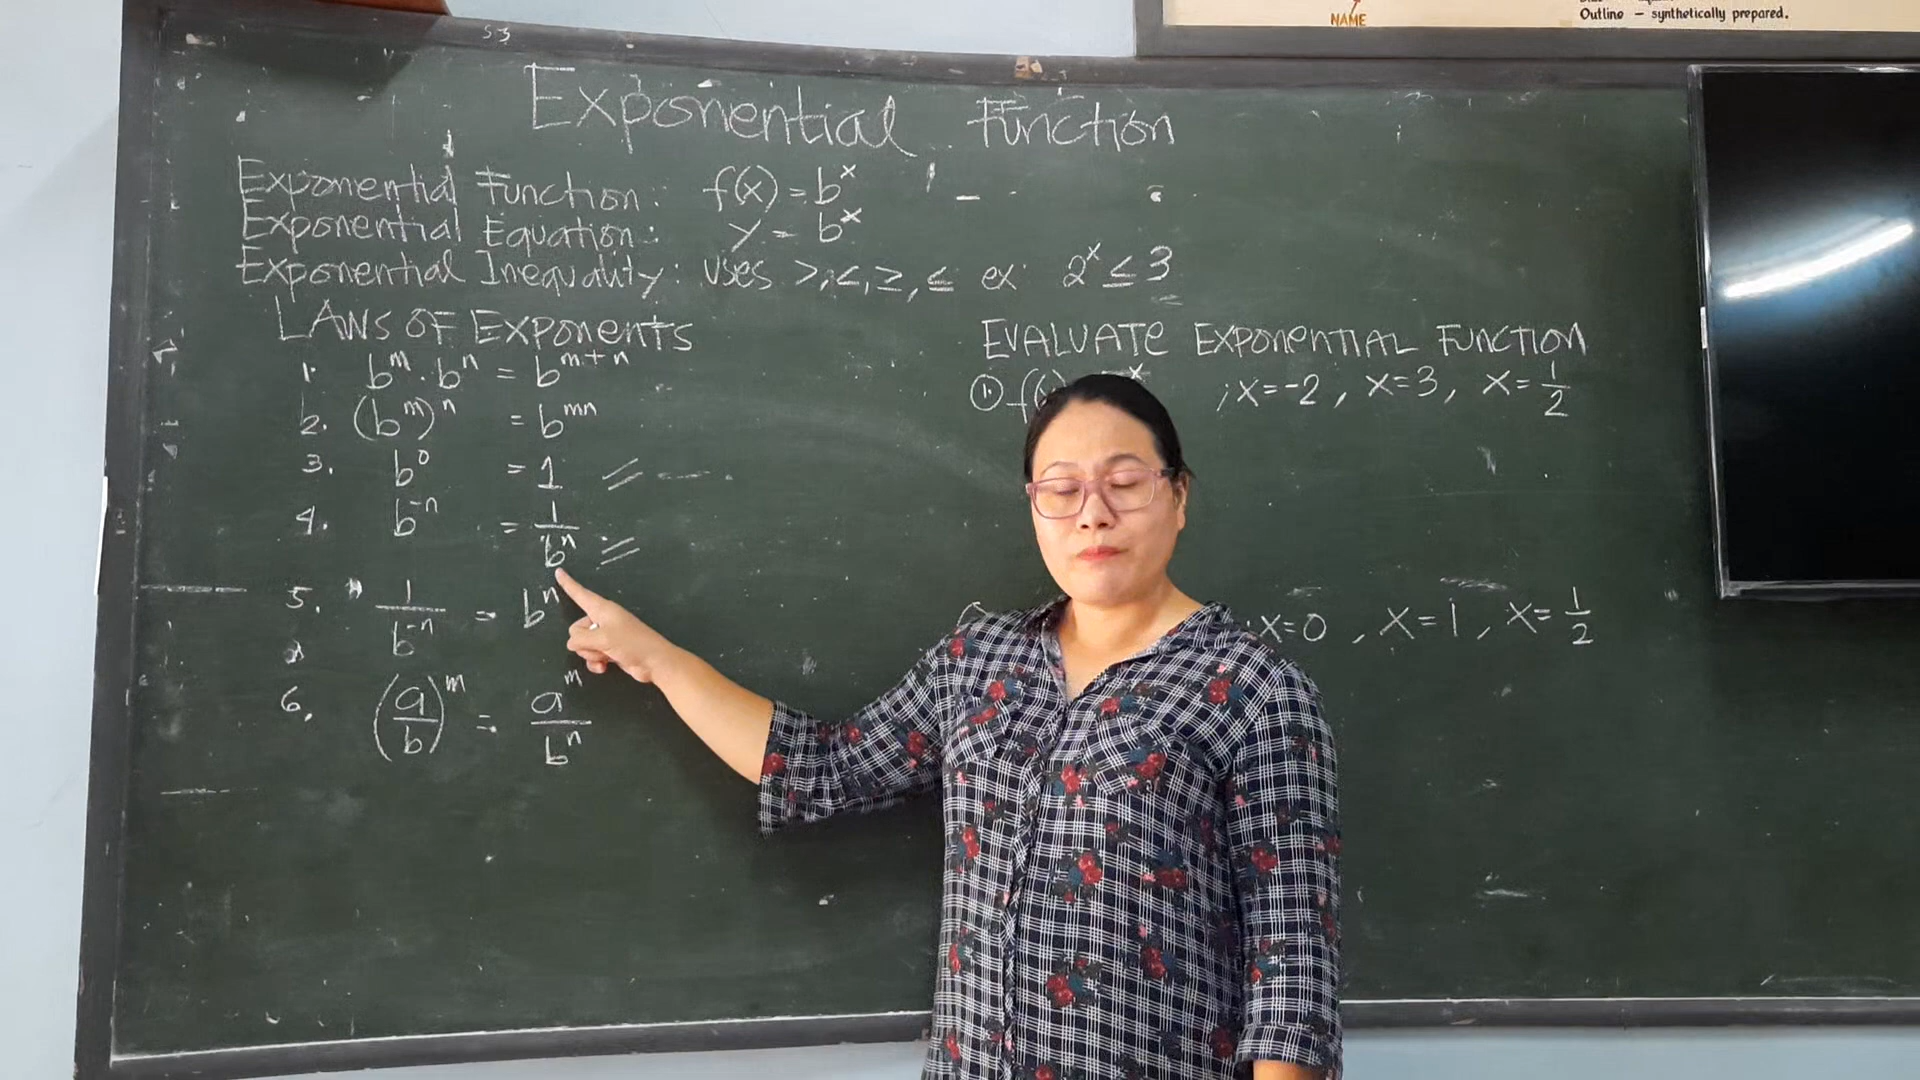 NAME
Outline – synthetically prepared.
53
Exponential Function
Exponential Function: f(x) = b^x
Exponential Equation: y = b^x
Exponential Inequality: uses >, <, ≥, ≤ ex: 2^x ≤ 3
LAWS OF EXPONENTS
1. b^m · b^n = b^{m+n}
2. (b^m)^n = b^{mn}
3. b^0 = 1
4. b^{-n} = 1/b^n
5. 1/b^{-n} = b^n
6. (a/b)^m = a^m/b^n
EVALUATE EXPONENTIAL FUNCTION
① f( x ; x=-2, x=3, x=1/2
x=0, x=1, x=1/2